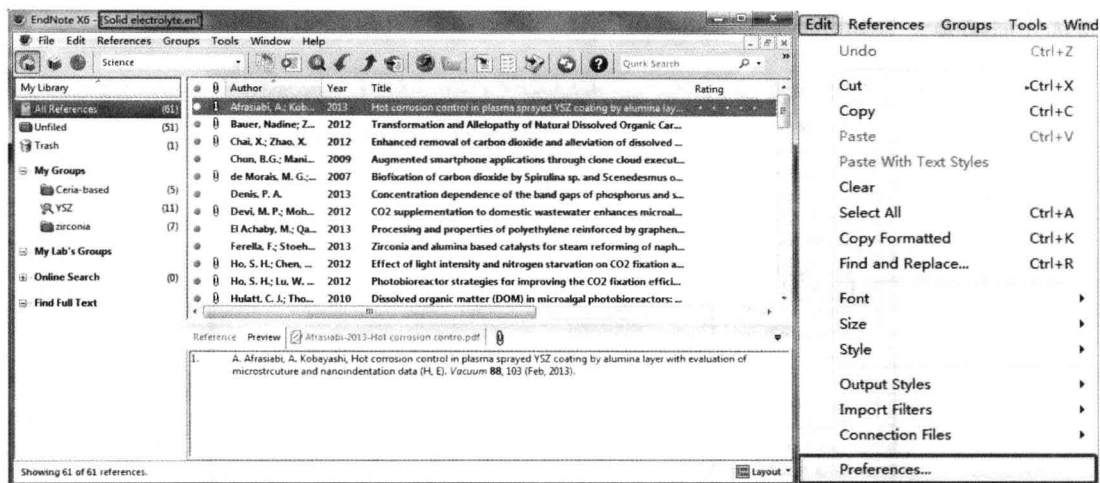 EndNote X6 - [Solid electrolyte.enl]
File Edit References Groups Tools Window Help
Science
Quick Search
My Library
All References (61)
Unfiled (51)
Trash (1)
My Groups
Ceria-based (5)
YSZ (11)
zirconia (7)
My Lab's Groups
Online Search (0)
Find Full Text
Author Year Title Rating
Afrasiabi, A.; Kob... 2013 Hot corrosion control in plasma sprayed YSZ coating by alumina lay...
Bauer, Nadine; Z... 2012 Transformation and Allelopathy of Natural Dissolved Organic Car...
Chai, X.; Zhao, X. 2012 Enhanced removal of carbon dioxide and alleviation of dissolved ...
Chun, B.G.; Mani... 2009 Augmented smartphone applications through clone cloud execut...
de Morais, M. G.;... 2007 Biofixation of carbon dioxide by Spirulina sp. and Scenedesmus o...
Denis, P. A. 2013 Concentration dependence of the band gaps of phosphorus and s...
Devi, M. P.; Moh... 2012 CO2 supplementation to domestic wastewater enhances microal...
El Achaby, M.; Qa... 2013 Processing and properties of polyethylene reinforced by graphen...
Ferella, F.; Stoeh... 2013 Zirconia and alumina based catalysts for steam reforming of naph...
Ho, S. H.; Chen, ... 2012 Effect of light intensity and nitrogen starvation on CO2 fixation a...
Ho, S. H.; Lu, W. ... 2012 Photobioreactor strategies for improving the CO2 fixation effici...
Hulatt, C. J.; Tho... 2010 Dissolved organic matter (DOM) in microalgal photobioreactors: ...
Reference Preview Afrasiabi-2013-Hot corrosion contro.pdf
1. A. Afrasiabi, A. Kobayashi, Hot corrosion control in plasma sprayed YSZ coating by alumina layer with evaluation of
microstrcuture and nanoindentation data (H, E). Vacuum 88, 103 (Feb, 2013).
Showing 61 of 61 references.
Layout
Edit References Groups Tools Wind
Undo Ctrl+Z
Cut Ctrl+X
Copy Ctrl+C
Paste Ctrl+V
Paste With Text Styles
Clear
Select All Ctrl+A
Copy Formatted Ctrl+K
Find and Replace... Ctrl+R
Font
Size
Style
Output Styles
Import Filters
Connection Files
Preferences...